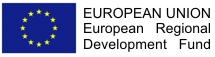 EUROPEAN UNION
European Regional
Development Fund